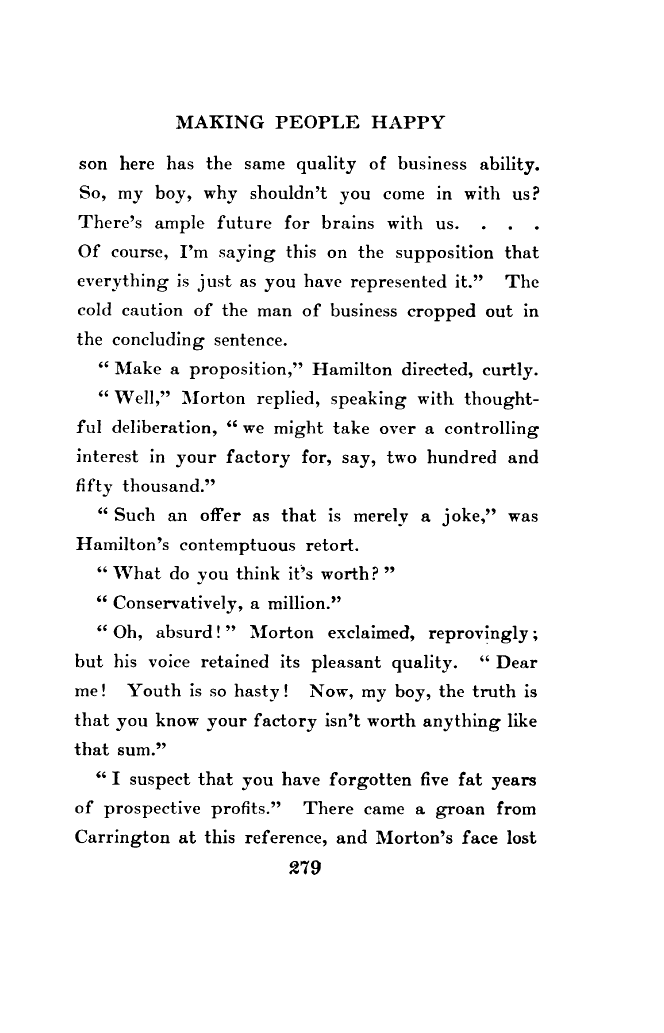 MAKING PEOPLE HAPPY
son here has the same quality of business ability.
So, my boy, why shouldn't you come in with us?
There's ample future for brains with us. . . .
Of course, I'm saying this on the supposition that
everything is just as you have represented it." The
cold caution of the man of business cropped out in
the concluding sentence.
"Make a proposition," Hamilton directed, curtly.
"Well," Morton replied, speaking with thought-
ful deliberation, "we might take over a controlling
interest in your factory for, say, two hundred and
fifty thousand."
"Such an offer as that is merely a joke," was
Hamilton's contemptuous retort.
"What do you think it's worth?"
"Conservatively, a million."
"Oh, absurd!" Morton exclaimed, reprovingly;
but his voice retained its pleasant quality. "Dear
me! Youth is so hasty! Now, my boy, the truth is
that you know your factory isn't worth anything like
that sum."
"I suspect that you have forgotten five fat years
of prospective profits." There came a groan from
Carrington at this reference, and Morton's face lost
279